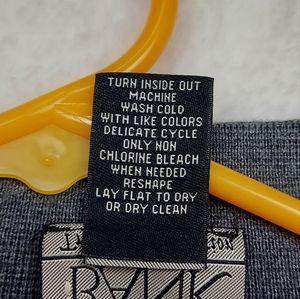 TURN INSIDE OUT
MACHINE
WASH COLD
WITH LIKE COLORS
DELICATE CYCLE
ONLY NON
CHLORINE BLEACH
WHEN NEEDED
RESHAPE
LAY FLAT TO DRY
OR DRY CLEAN